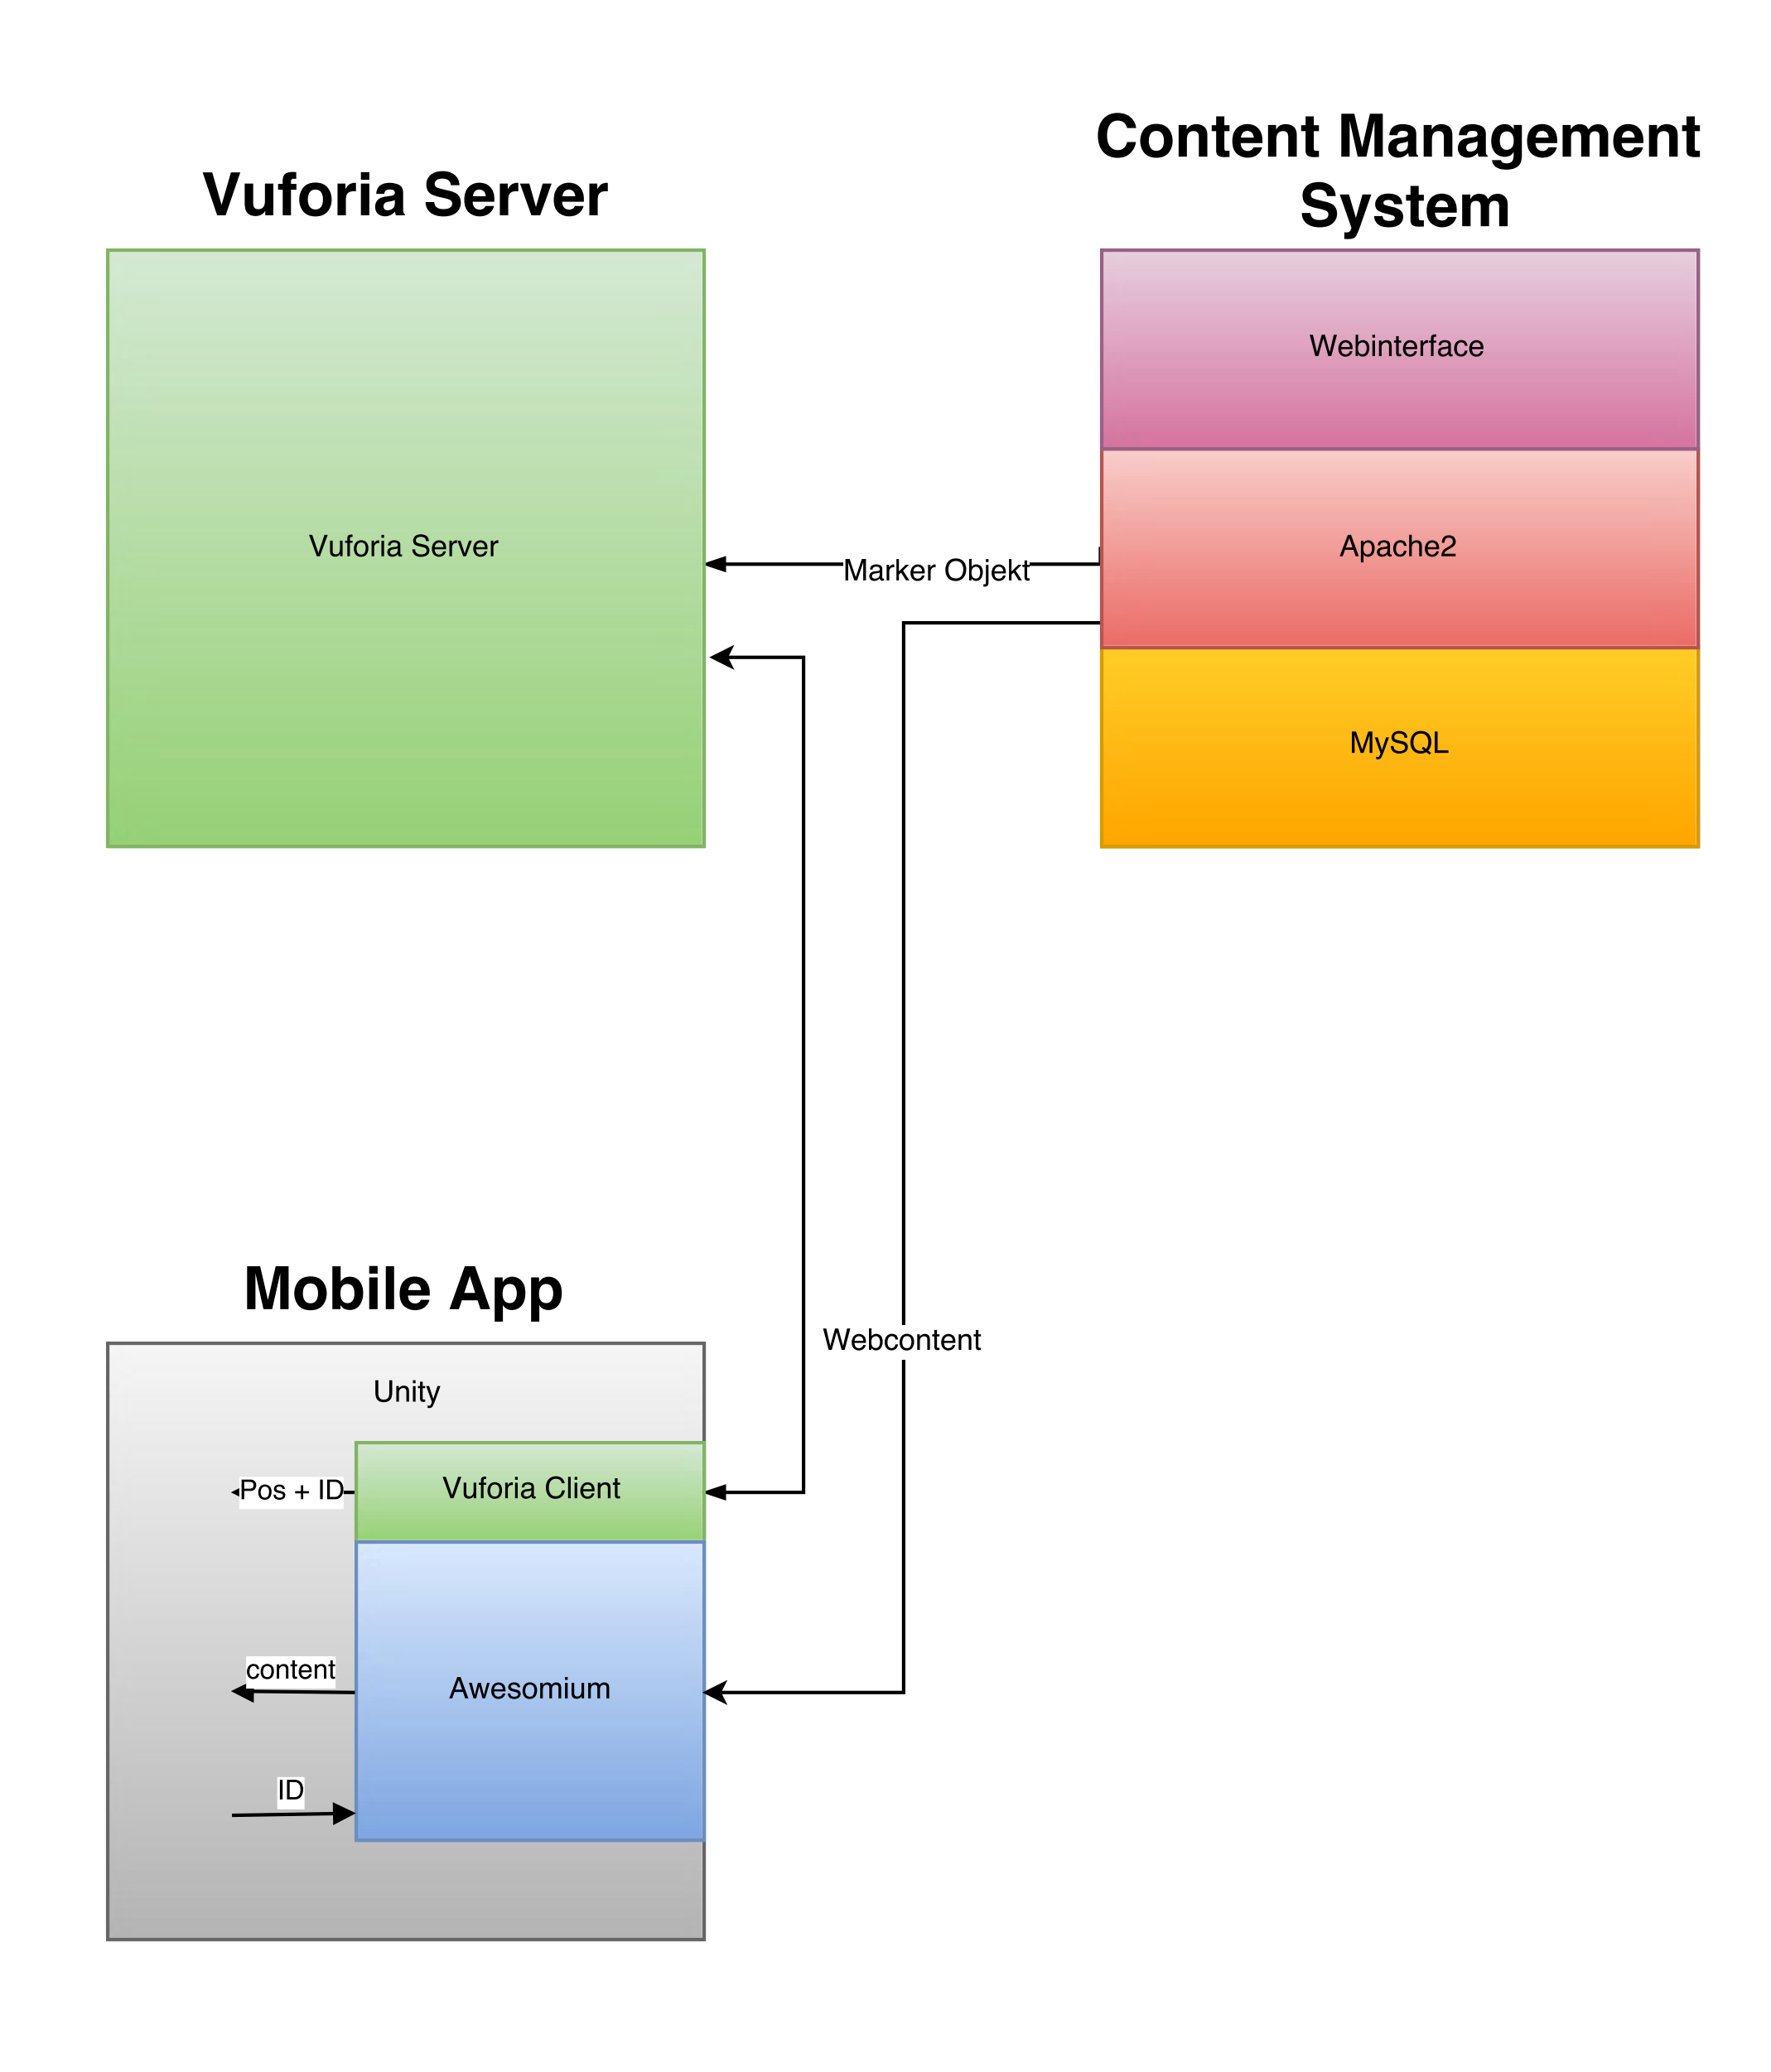 Content Management
System
Vuforia Server
Webinterface
Vuforia Server
Apache2
Marker Objekt
MySQL
Mobile App
Webcontent
Unity
Vuforia Client
Pos + ID
content
Awesomium
ID